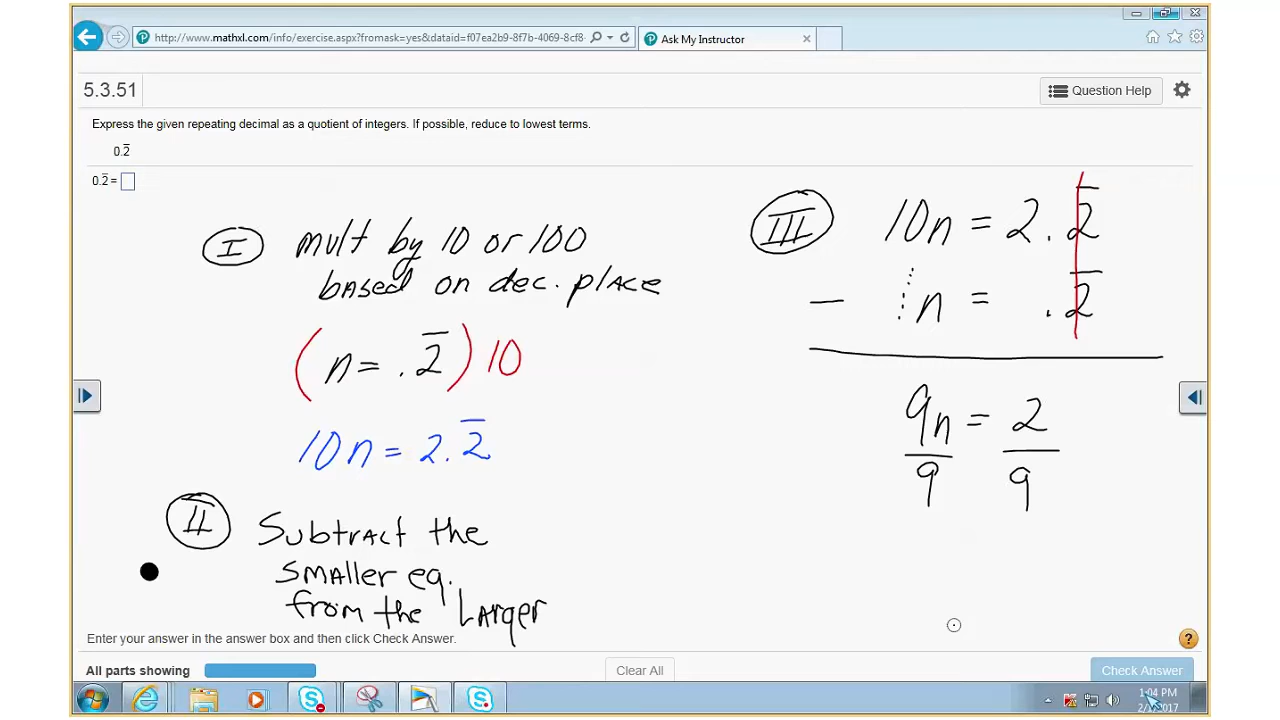 http://www.mathxl.com/info/exercise.aspx?fromask=yes&dataid=f07ea2b9-8f7b-4069-8cf8-
Ask My Instructor
5.3.51
Question Help
Express the given repeating decimal as a quotient of integers. If possible, reduce to lowest terms.
0.2̅
0.2̅ =
I mult by 10 or 100
based on dec. place
(n = .2̅)10
10n = 2.2̅
II Subtract the
smaller eq.
from the Larger
III 10n = 2.2̅
− n = .2̅
9n = 2
9 9
Enter your answer in the answer box and then click Check Answer.
?
All parts showing
Clear All
Check Answer
1:04 PM